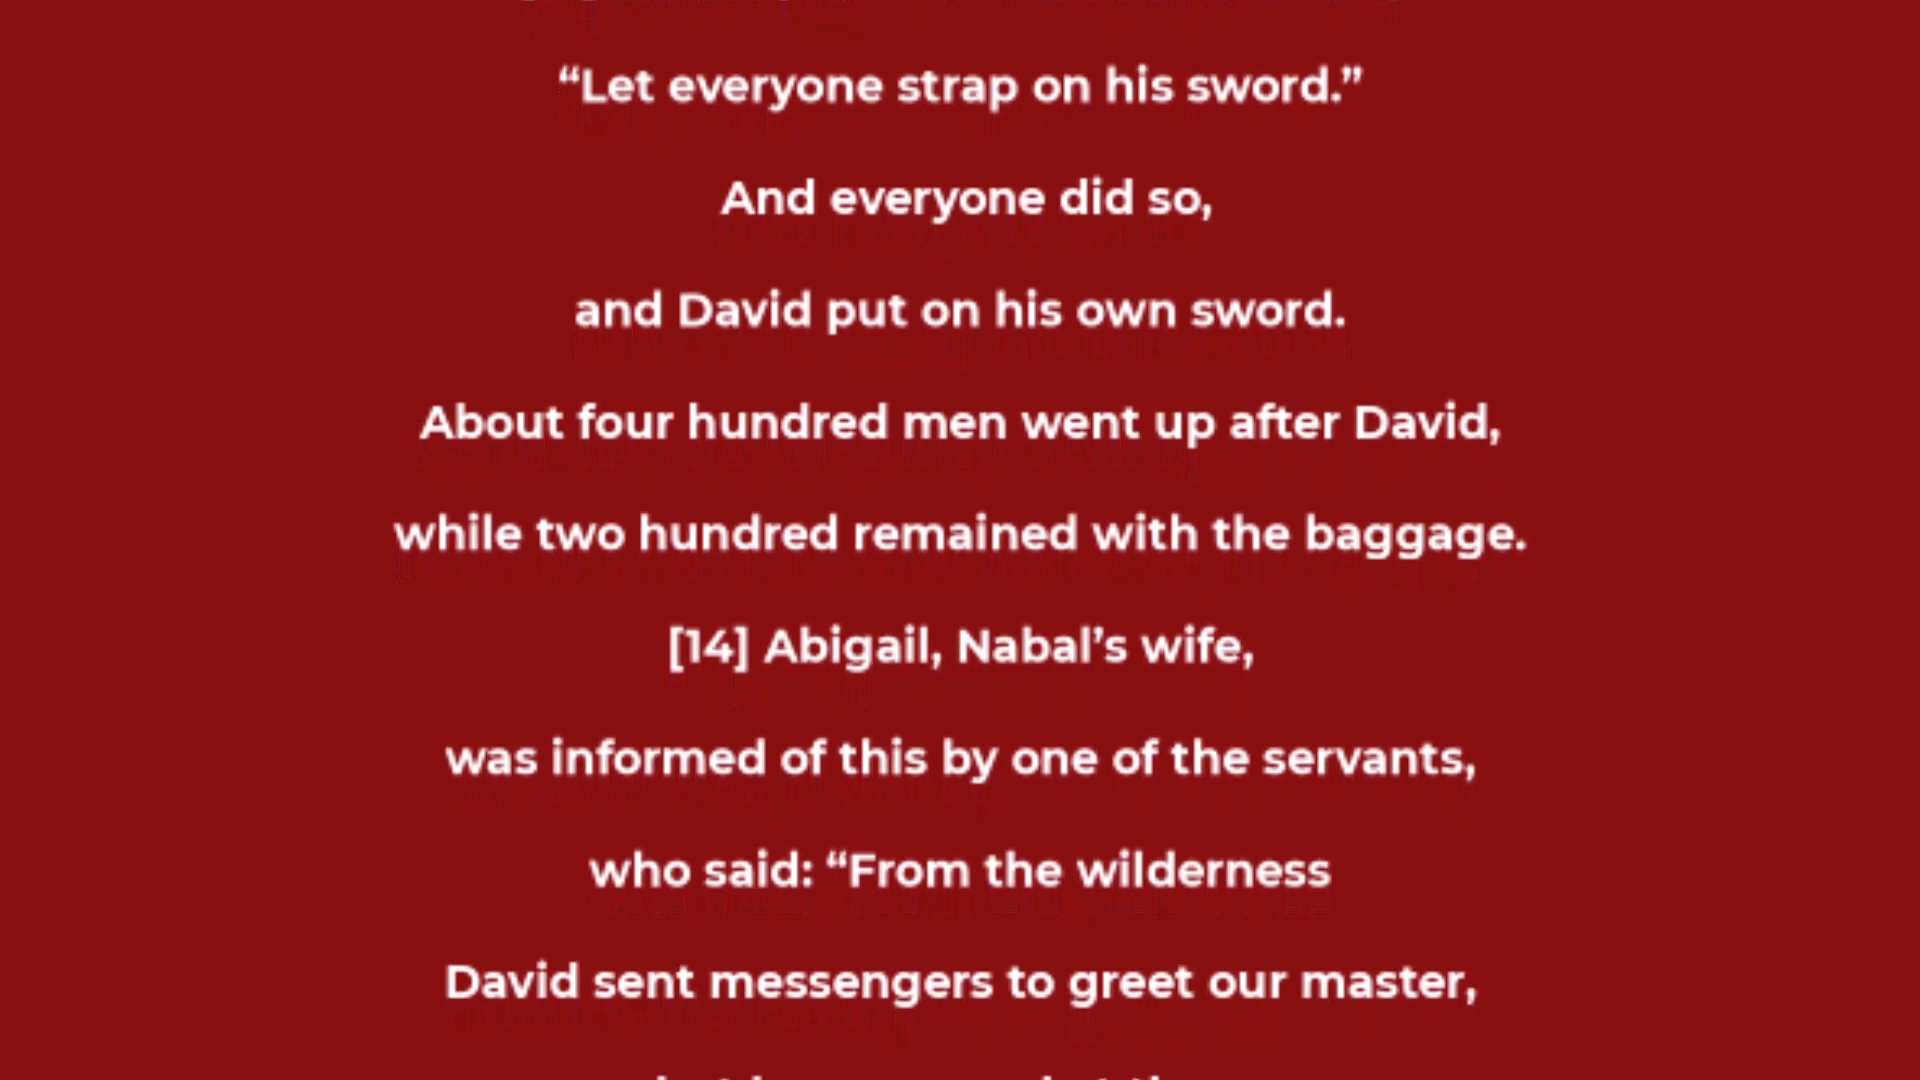 “Let everyone strap on his sword.”
And everyone did so,
and David put on his own sword.
About four hundred men went up after David,
while two hundred remained with the baggage.
[14] Abigail, Nabal’s wife,
was informed of this by one of the servants,
who said: “From the wilderness
David sent messengers to greet our master,